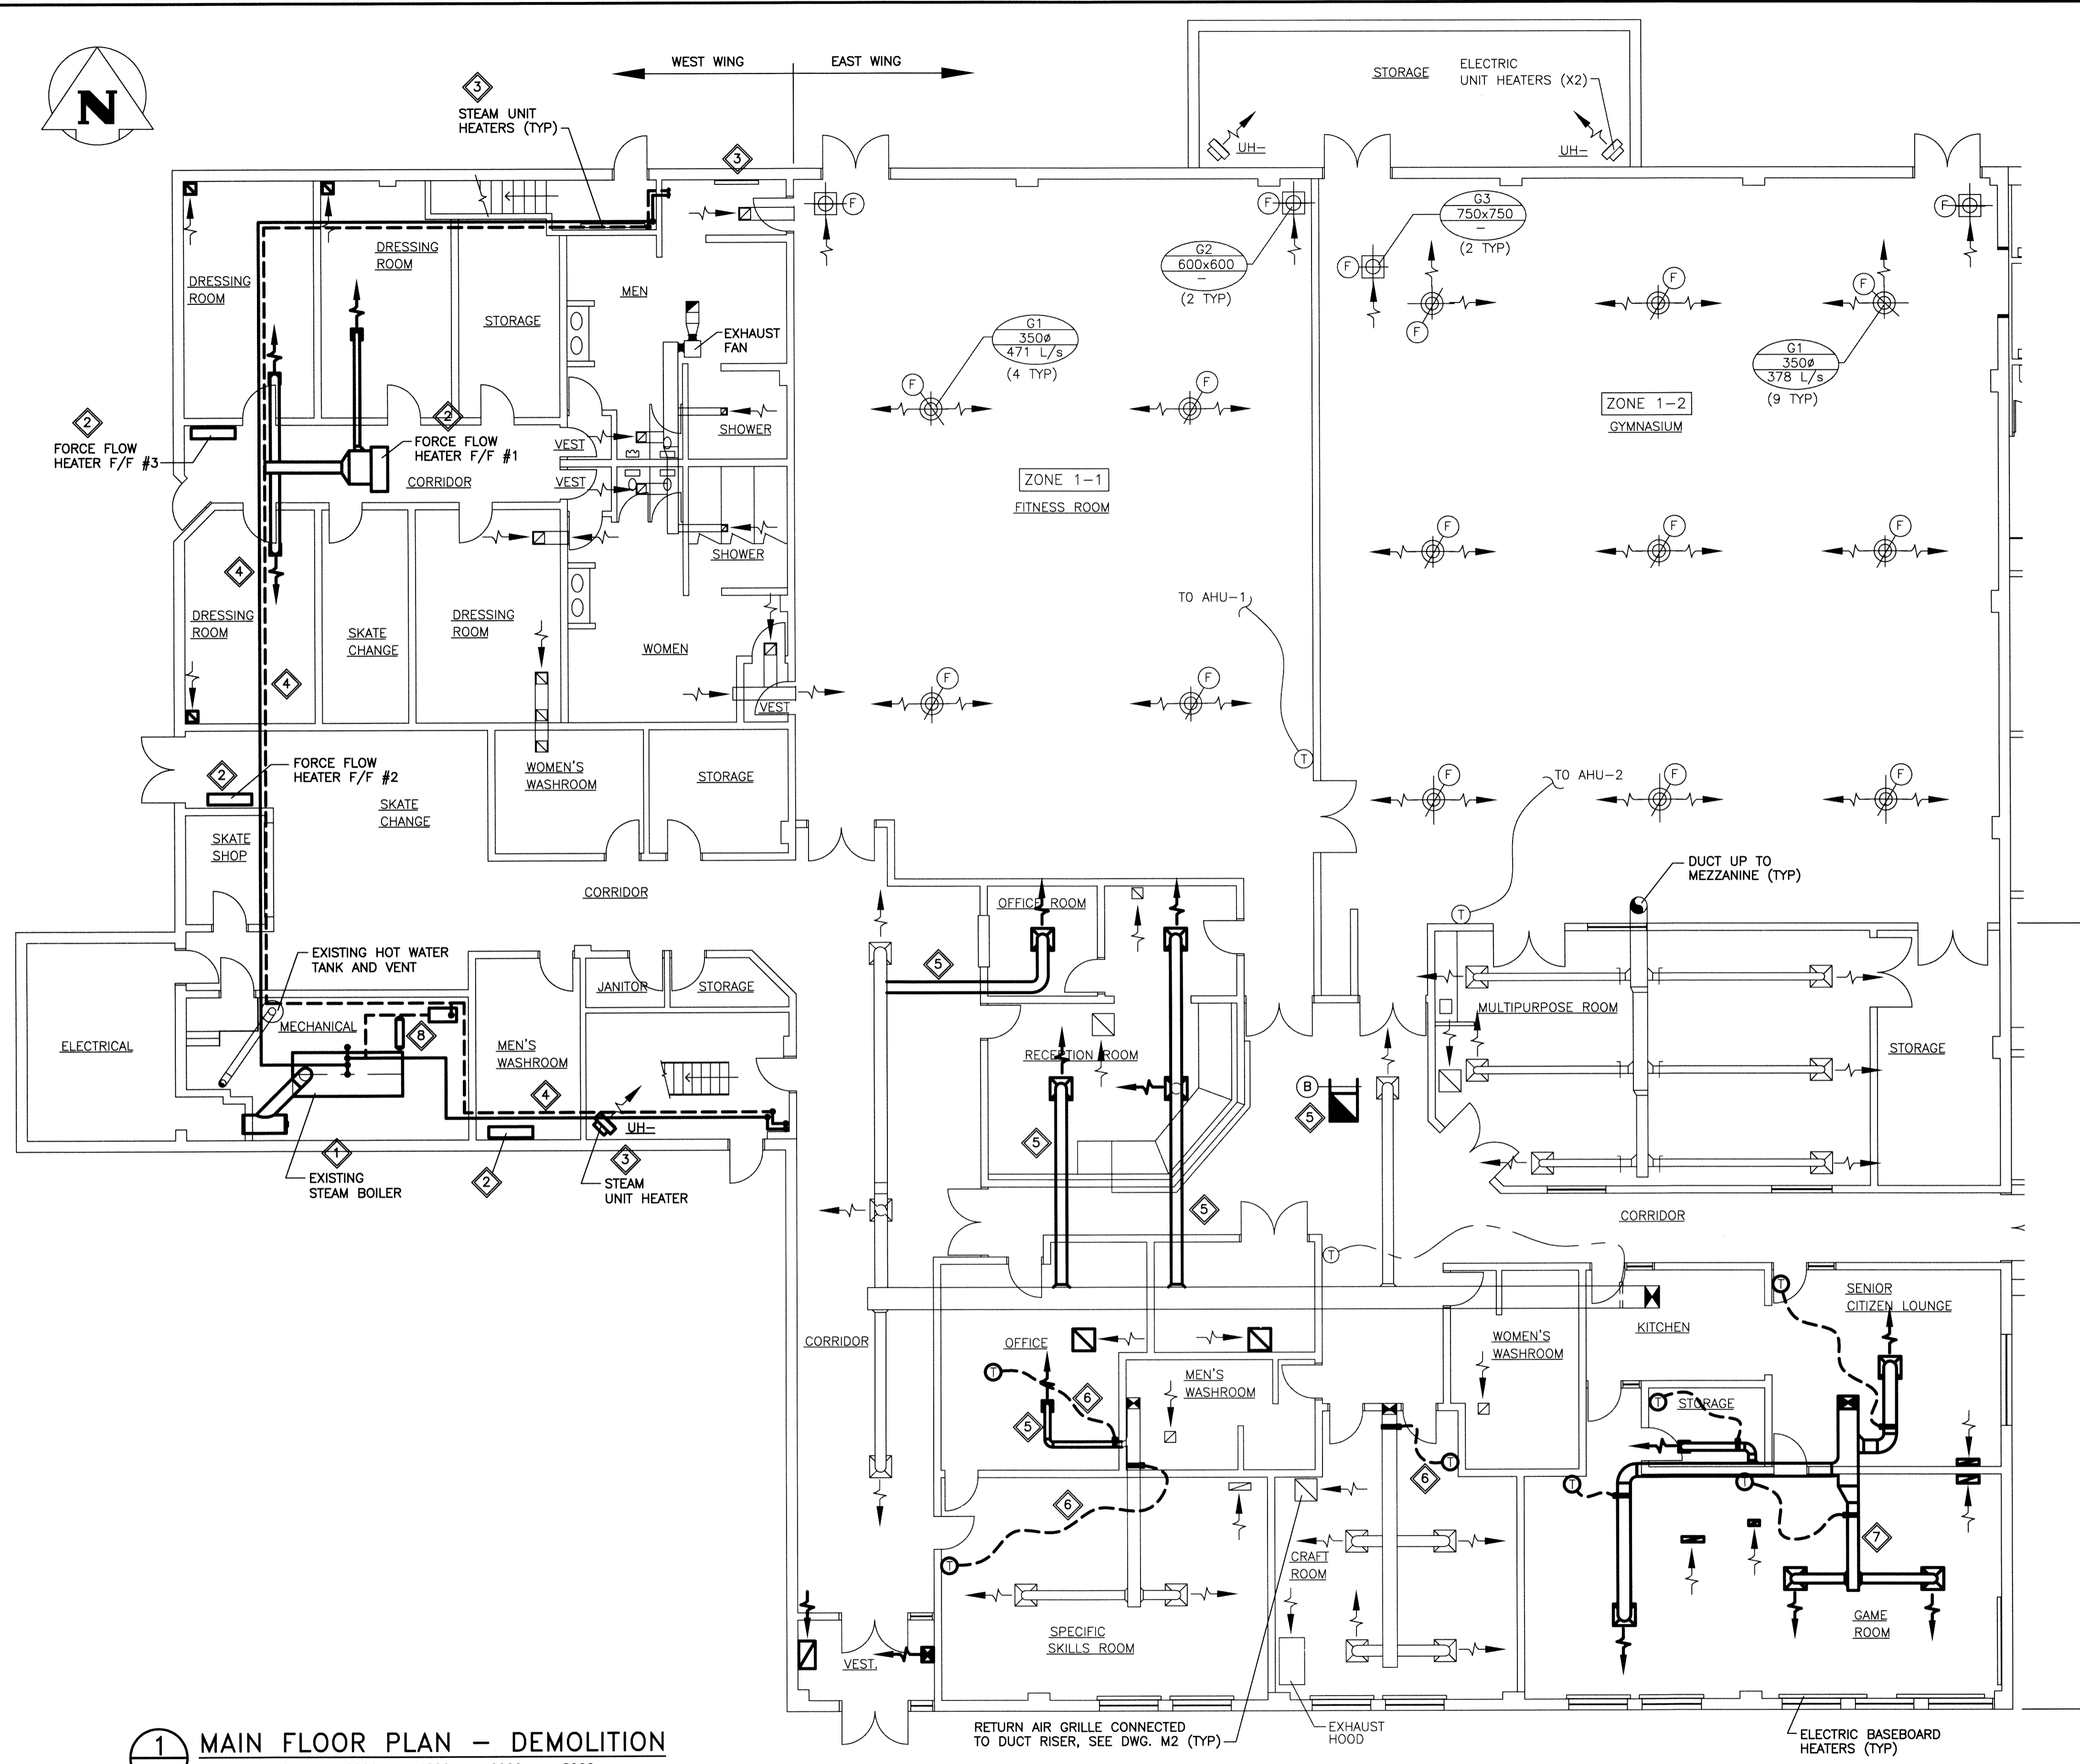 N
WEST WING
EAST WING
3
STEAM UNIT
HEATERS (TYP)
3
STORAGE
ELECTRIC
UNIT HEATERS (X2)
UH-
UH-
F
F
G2
600x600
-
(2 TYP)
G3
750x750
-
(2 TYP)
F
F
DRESSING
ROOM
DRESSING
ROOM
STORAGE
MEN
EXHAUST
FAN
G1
350ø
471 L/s
(4 TYP)
F
F
F
F
F
G1
350ø
378 L/s
(9 TYP)
ZONE 1-2
GYMNASIUM
2
FORCE FLOW
HEATER F/F #3
2
FORCE FLOW
HEATER F/F #1
CORRIDOR
VEST
VEST
SHOWER
SHOWER
ZONE 1-1
FITNESS ROOM
F
F
F
4
DRESSING
ROOM
SKATE
CHANGE
DRESSING
ROOM
WOMEN
TO AHU-1
4
VEST
F
F
T
2
FORCE FLOW
HEATER F/F #2
SKATE
CHANGE
WOMEN'S
WASHROOM
STORAGE
TO AHU-2
F
F
F
SKATE
SHOP
CORRIDOR
DUCT UP TO
MEZZANINE (TYP)
OFFICE ROOM
T
EXISTING HOT WATER
TANK AND VENT
5
JANITOR
STORAGE
MULTIPURPOSE ROOM
MECHANICAL
8
ELECTRICAL
MEN'S
WASHROOM
RECEPTION ROOM
STORAGE
4
B
5
UH-
5
1
EXISTING
STEAM BOILER
2
3
STEAM
UNIT HEATER
5
CORRIDOR
T
T
SENIOR
CITIZEN LOUNGE
CORRIDOR
OFFICE
WOMEN'S
WASHROOM
KITCHEN
T
6
MEN'S
WASHROOM
5
T
STORAGE
T
6
T
T
6
7
T
CRAFT
ROOM
SPECIFIC
SKILLS ROOM
GAME
ROOM
VEST.
RETURN AIR GRILLE CONNECTED
TO DUCT RISER, SEE DWG. M2 (TYP)
EXHAUST
HOOD
ELECTRIC BASEBOARD
HEATERS (TYP)
1
MAIN FLOOR PLAN - DEMOLITION